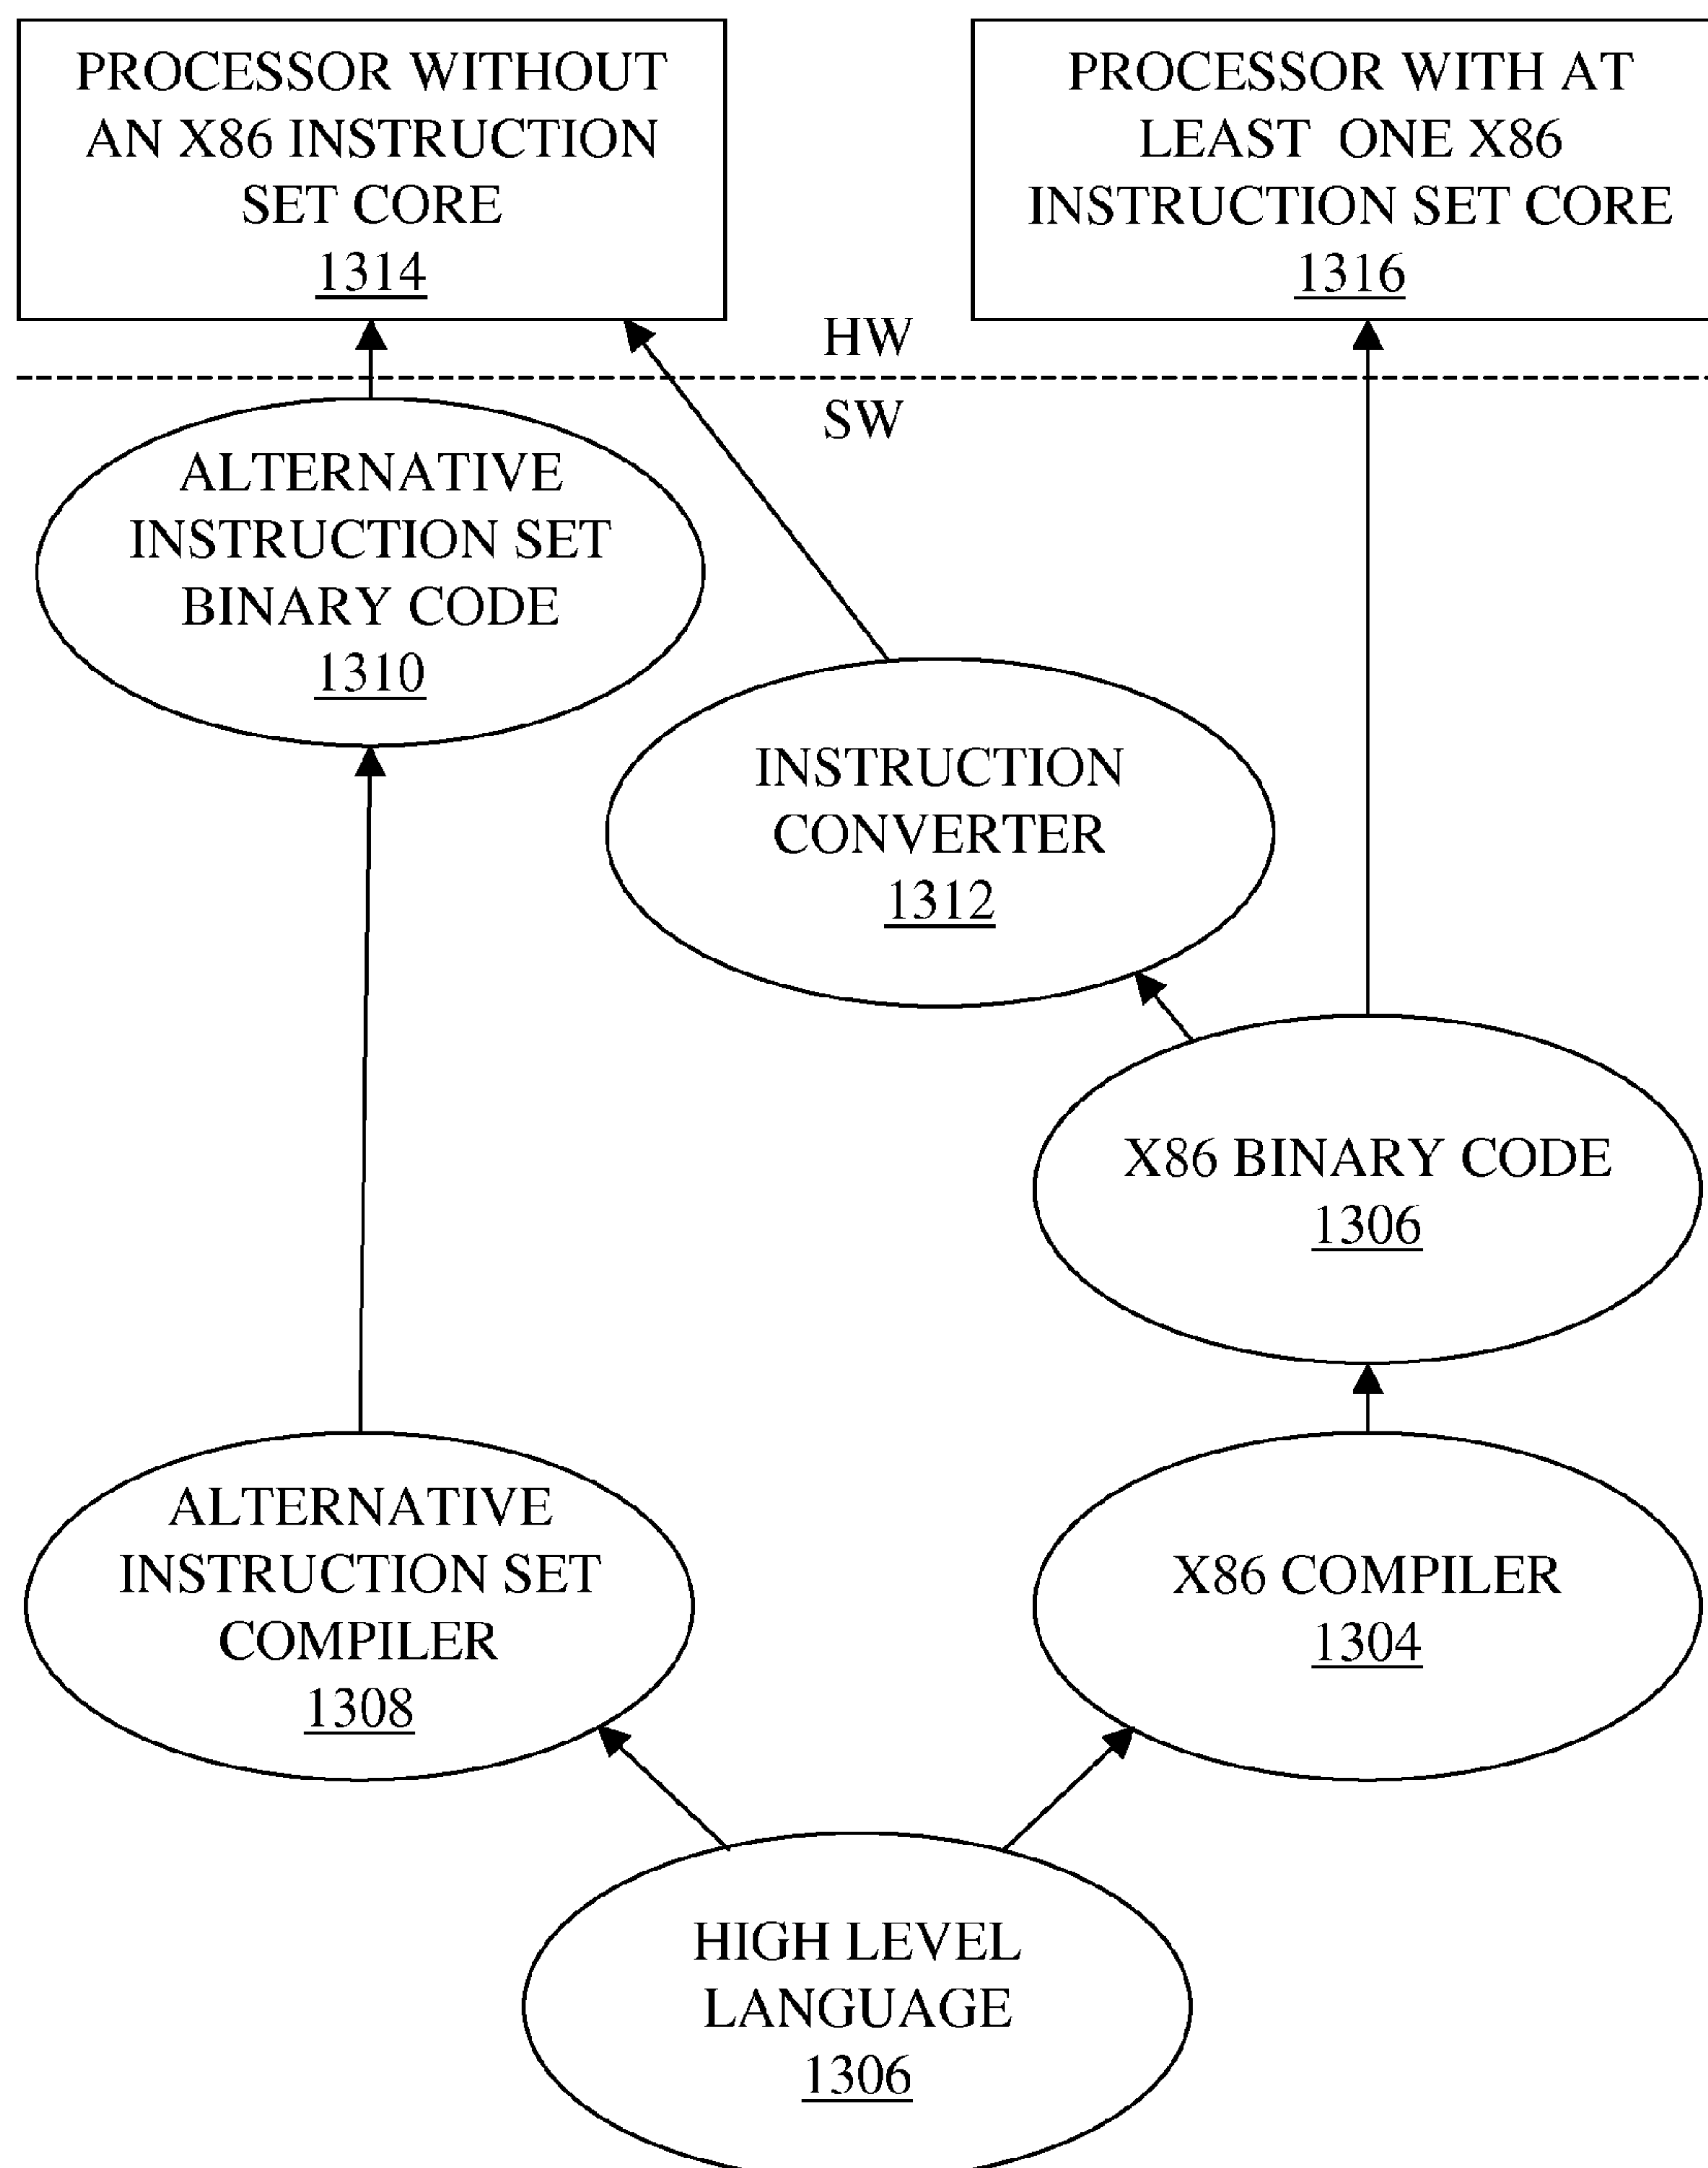 PROCESSOR WITHOUT
AN X86 INSTRUCTION
SET CORE
1314
PROCESSOR WITH AT
LEAST ONE X86
INSTRUCTION SET CORE
1316
HW
SW
ALTERNATIVE
INSTRUCTION SET
BINARY CODE
1310
INSTRUCTION
CONVERTER
1312
X86 BINARY CODE
1306
ALTERNATIVE
INSTRUCTION SET
COMPILER
1308
X86 COMPILER
1304
HIGH LEVEL
LANGUAGE
1306